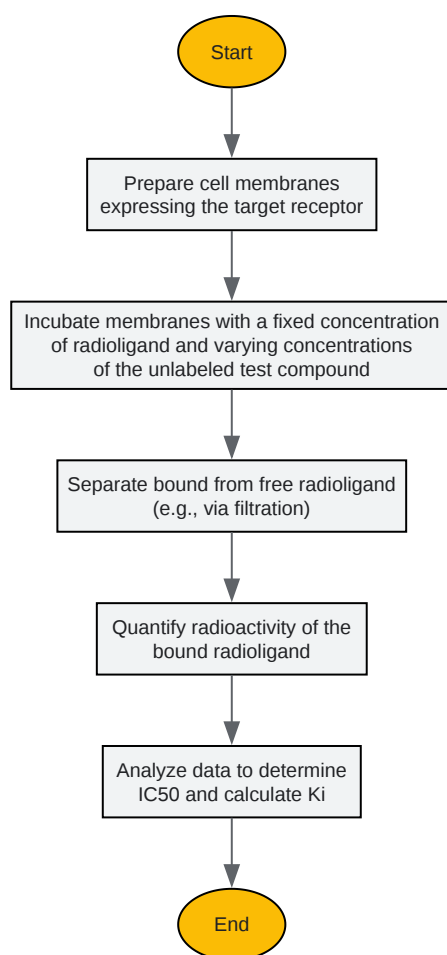 Start
Prepare cell membranes
expressing the target receptor
Incubate membranes with a fixed concentration
of radioligand and varying concentrations
of the unlabeled test compound
Separate bound from free radioligand
(e.g., via filtration)
Quantify radioactivity of the
bound radioligand
Analyze data to determine
IC50 and calculate Ki
End